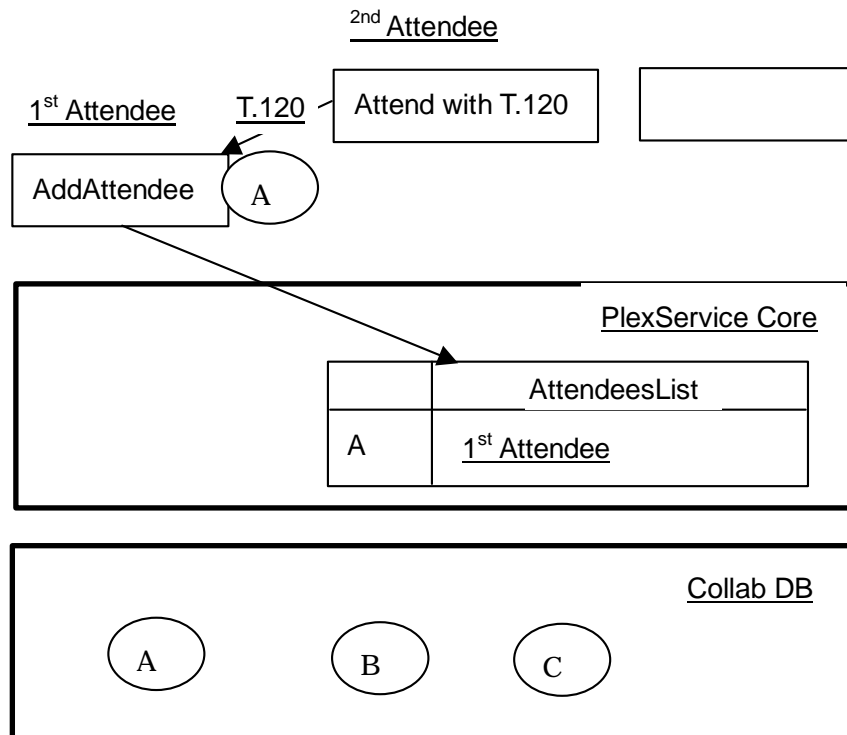 2nd Attendee
1st Attendee
T.120
Attend with T.120
AddAttendee
A
PlexService Core
AttendeesList
A
1st Attendee
Collab DB
A
B
C